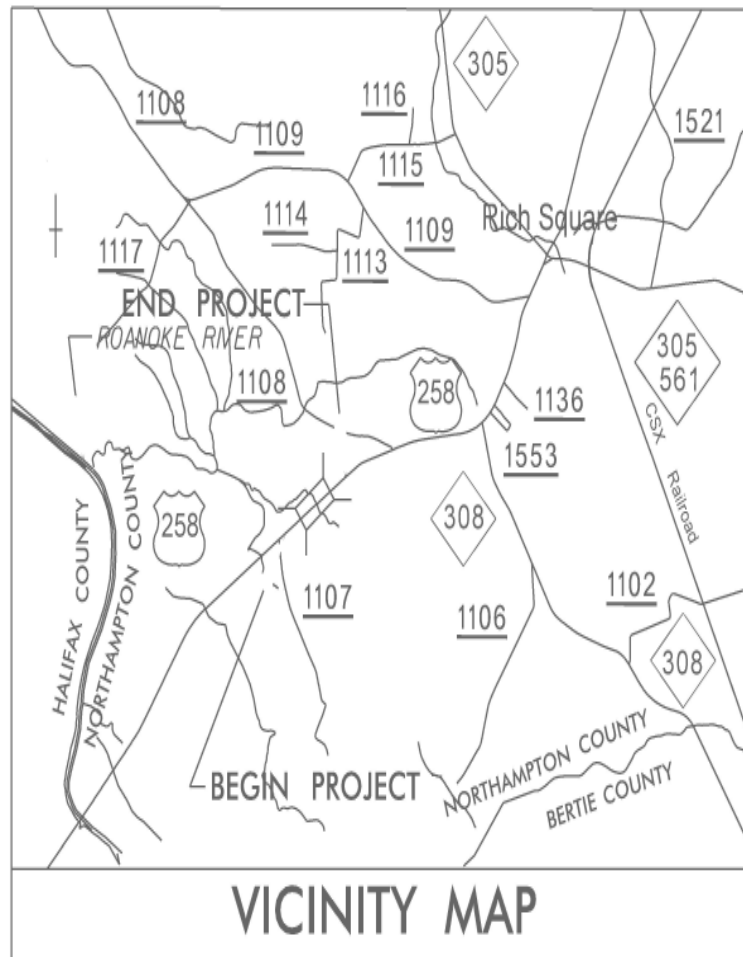 305
1116
1108
1521
1109
1115
1114
Rich Square
1109
1113
1117
END PROJECT
ROANOKE RIVER
305
561
1108
258
1136
CSX Railroad
1553
258
308
HALIFAX COUNTY
NORTHAMPTON COUNTY
1107
1106
1102
308
BEGIN PROJECT
NORTHAMPTON COUNTY
BERTIE COUNTY
VICINITY MAP